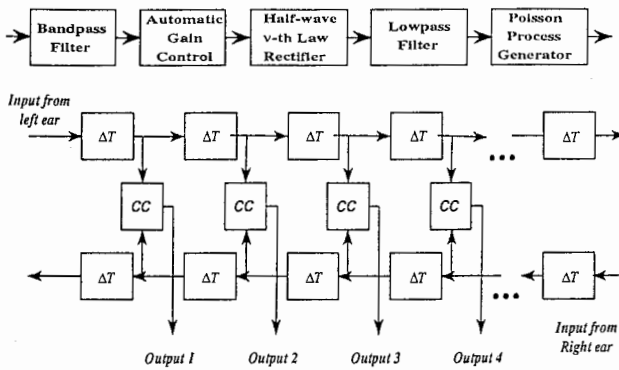 Bandpass
Filter
Automatic
Gain
Control
Half-wave
ν-th Law
Rectifier
Lowpass
Filter
Poisson
Process
Generator
Input from
left ear
ΔT
ΔT
ΔT
ΔT
ΔT
CC
CC
CC
CC
ΔT
ΔT
ΔT
ΔT
ΔT
Input from
Right ear
Output 1
Output 2
Output 3
Output 4